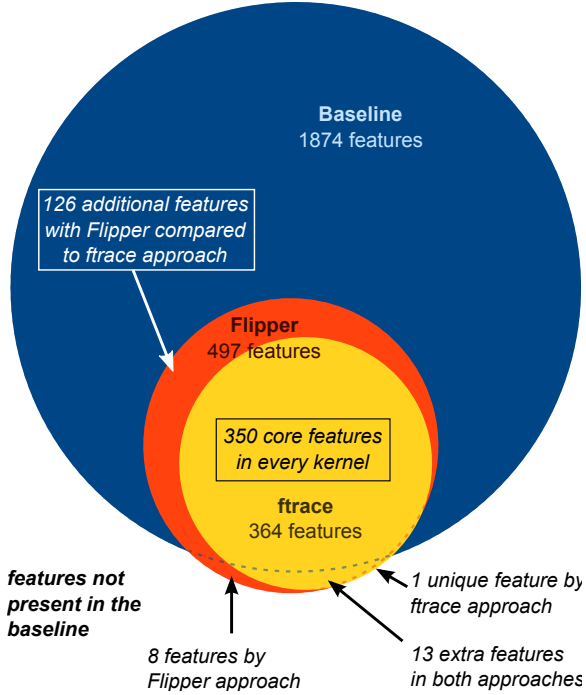 Baseline
1874 features
126 additional features
with Flipper compared
to ftrace approach
Flipper
497 features
350 core features
in every kernel
ftrace
364 features
features not
present in the
baseline
1 unique feature by
ftrace approach
8 features by
Flipper approach
13 extra features
in both approaches